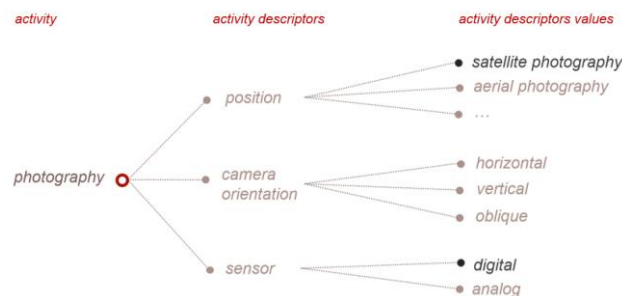 activity
activity descriptors
activity descriptors values
satellite photography
position
aerial photography
...
horizontal
photography
camera
orientation
vertical
oblique
digital
sensor
analog